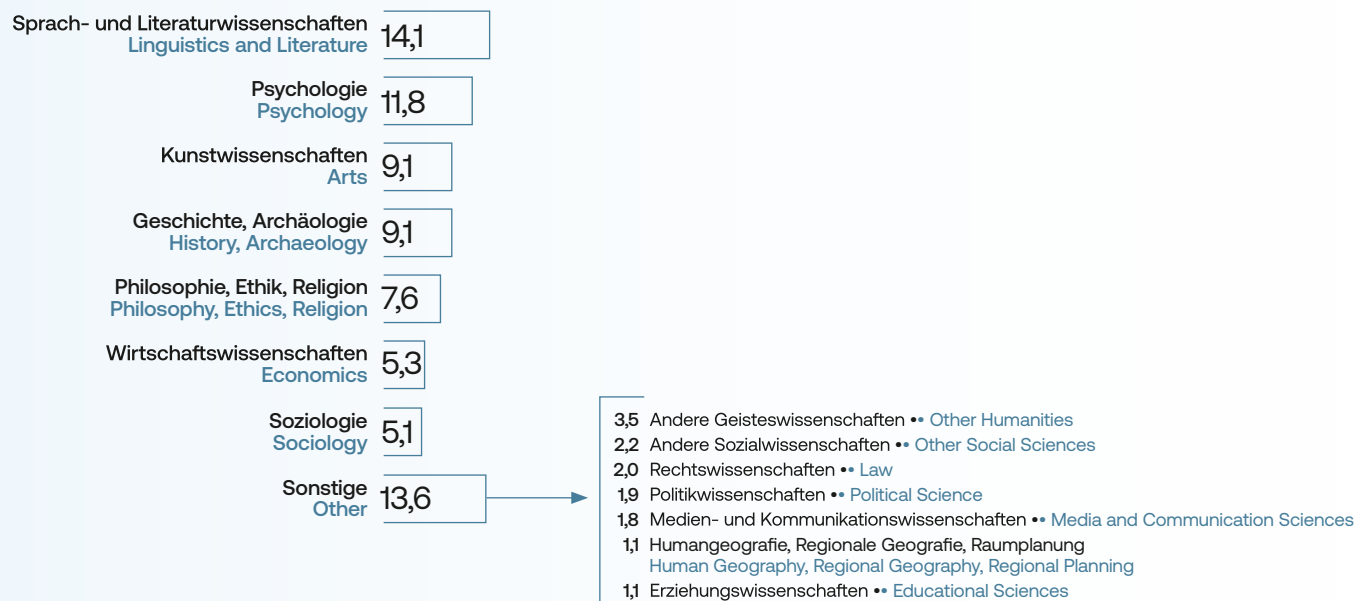 Sprach- und Literaturwissenschaften
Linguistics and Literature
14,1
Psychologie
Psychology
11,8
Kunstwissenschaften
Arts
9,1
Geschichte, Archäologie
History, Archaeology
9,1
Philosophie, Ethik, Religion
Philosophy, Ethics, Religion
7,6
Wirtschaftswissenschaften
Economics
5,3
Soziologie
Sociology
5,1
Sonstige
Other
13,6
3,5 Andere Geisteswissenschaften •• Other Humanities
2,2 Andere Sozialwissenschaften •• Other Social Sciences
2,0 Rechtswissenschaften •• Law
1,9 Politikwissenschaften •• Political Science
1,8 Medien- und Kommunikationswissenschaften •• Media and Communication Sciences
1,1 Humangeografie, Regionale Geografie, Raumplanung
Human Geography, Regional Geography, Regional Planning
1,1 Erziehungswissenschaften •• Educational Sciences